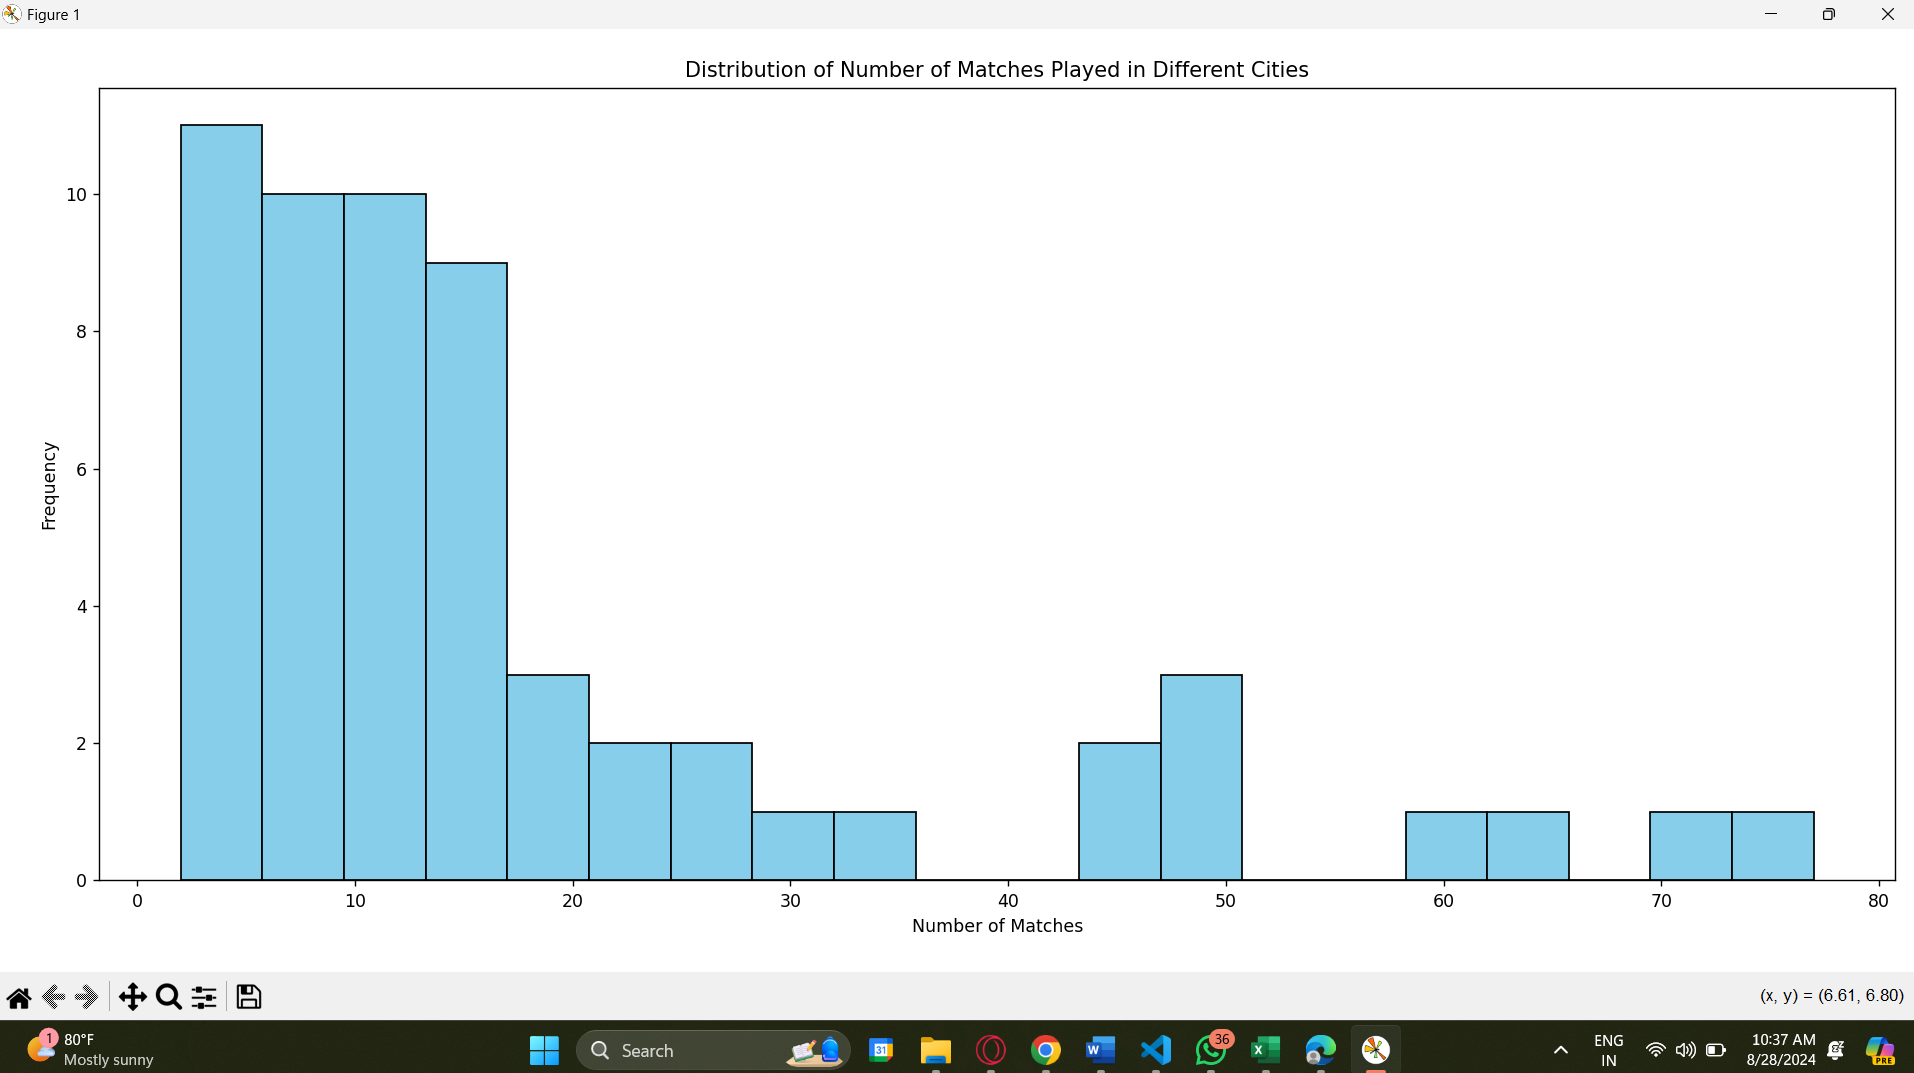 Figure 1
Distribution of Number of Matches Played in Different Cities
10
8
6
4
2
0
Frequency
0 10 20 30 40 50 60 70 80
Number of Matches
(x, y) = (6.61, 6.80)
1
80°F
Mostly sunny
Search
31
W
36
X
ENG
IN
10:37 AM
8/28/2024
PRE